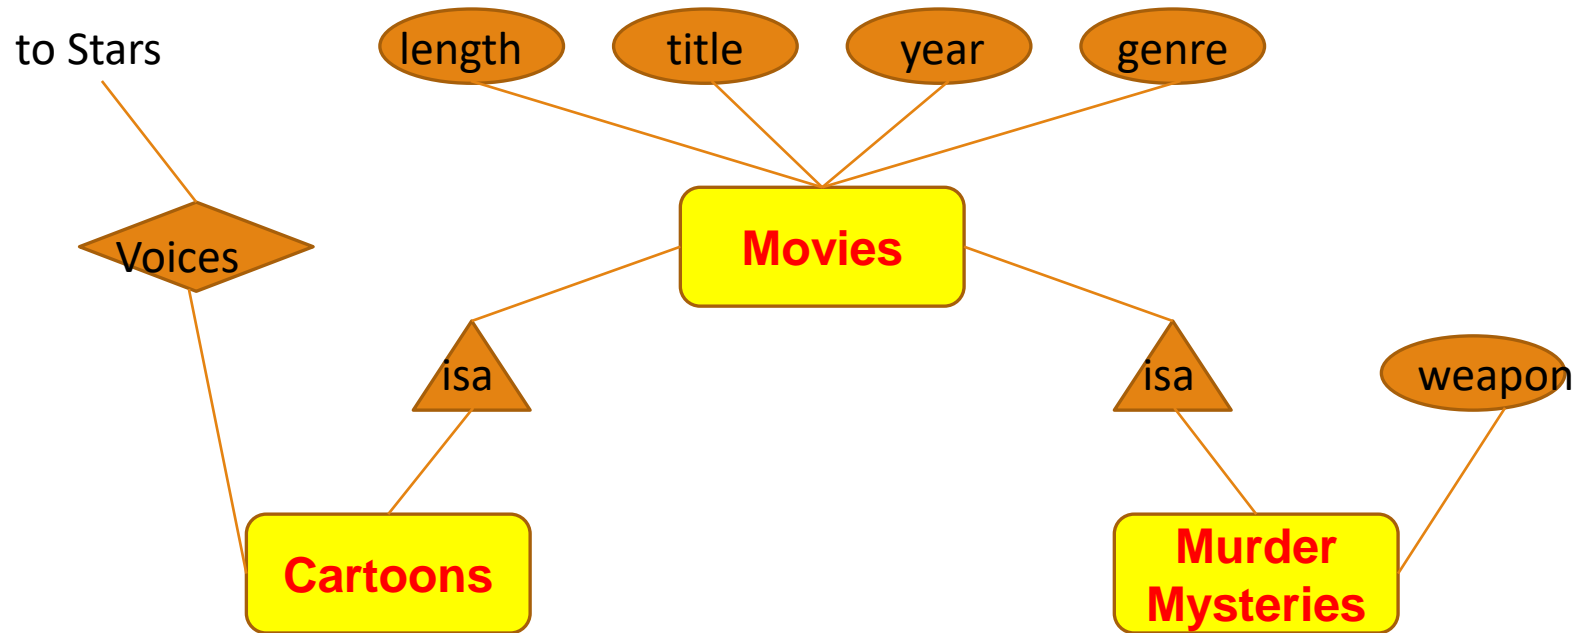 to Stars
length
title
year
genre
Voices
Movies
isa
isa
weapon
Cartoons
Murder
Mysteries